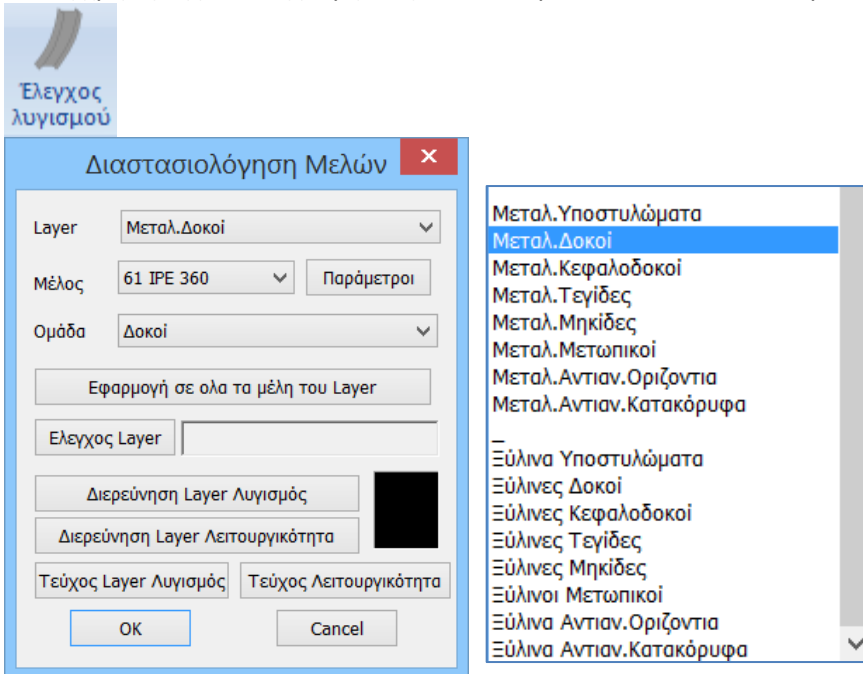 Έλεγχος
λυγισμού
Διαστασιολόγηση Μελών
Layer Μεταλ.Δοκοί
Μέλος 61 IPE 360 Παράμετροι
Ομάδα Δοκοί
Εφαρμογή σε ολα τα μέλη του Layer
Ελεγχος Layer
Διερεύνηση Layer Λυγισμός
Διερεύνηση Layer Λειτουργικότητα
Τεύχος Layer Λυγισμός Τεύχος Λειτουργικότητα
OK Cancel
Μεταλ.Υποστυλώματα
Μεταλ.Δοκοί
Μεταλ.Κεφαλοδοκοί
Μεταλ.Τεγίδες
Μεταλ.Μηκίδες
Μεταλ.Μετωπικοί
Μεταλ.Αντιαν.Οριζοντια
Μεταλ.Αντιαν.Κατακόρυφα
_
Ξύλινα Υποστυλώματα
Ξύλινες Δοκοί
Ξύλινες Κεφαλοδοκοί
Ξύλινες Τεγίδες
Ξύλινες Μηκίδες
Ξύλινοι Μετωπικοί
Ξύλινα Αντιαν.Οριζοντια
Ξύλινα Αντιαν.Κατακόρυφα